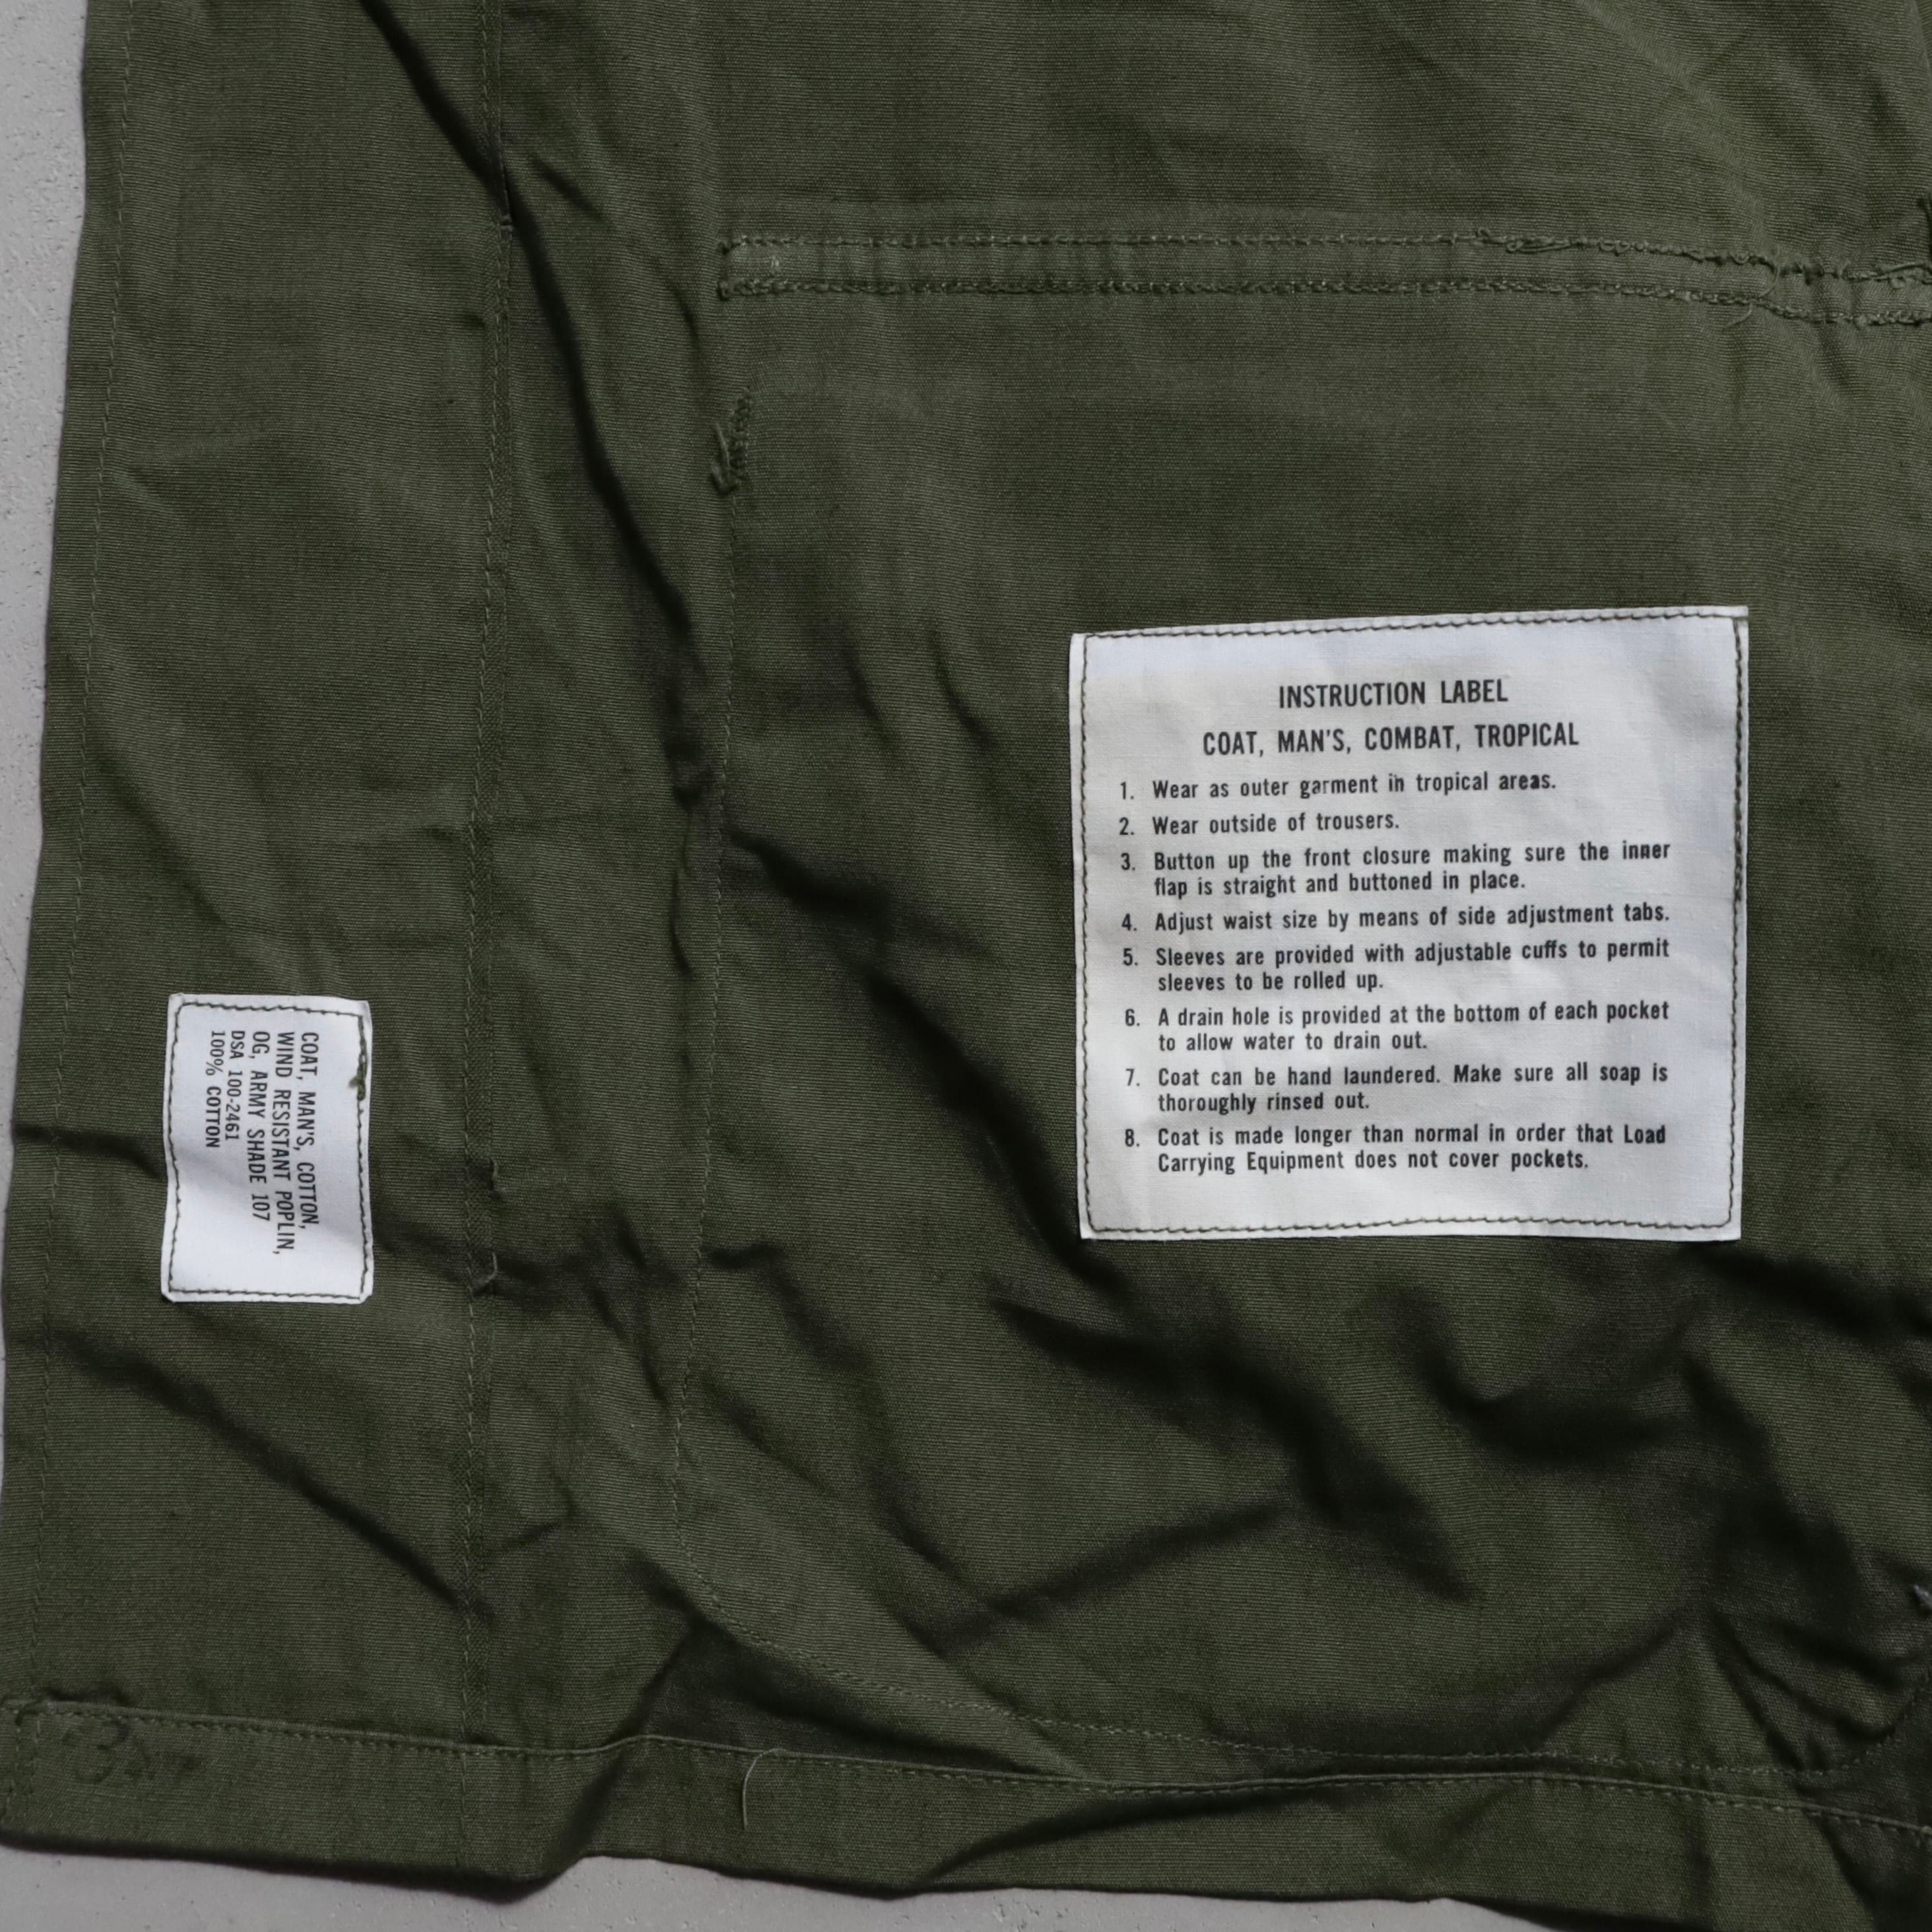 INSTRUCTION LABEL
COAT, MAN'S, COMBAT, TROPICAL
1. Wear as outer garment in tropical areas.
2. Wear outside of trousers.
3. Button up the front closure making sure the inner
flap is straight and buttoned in place.
4. Adjust waist size by means of side adjustment tabs.
5. Sleeves are provided with adjustable cuffs to permit
sleeves to be rolled up.
6. A drain hole is provided at the bottom of each pocket
to allow water to drain out.
7. Coat can be hand laundered. Make sure all soap is
thoroughly rinsed out.
8. Coat is made longer than normal in order that Load
Carrying Equipment does not cover pockets.
COAT, MAN'S, COTTON,
WIND RESISTANT POPLIN,
OG, ARMY SHADE 107
DSA 100-2461
100% COTTON